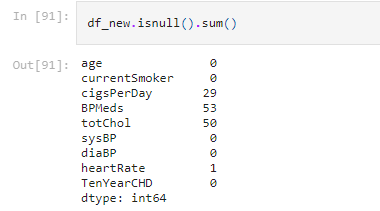 In [91]: df_new.isnull().sum()
Out[91]: age 0
currentSmoker 0
cigsPerDay 29
BPMeds 53
totChol 50
sysBP 0
diaBP 0
heartRate 1
TenYearCHD 0
dtype: int64